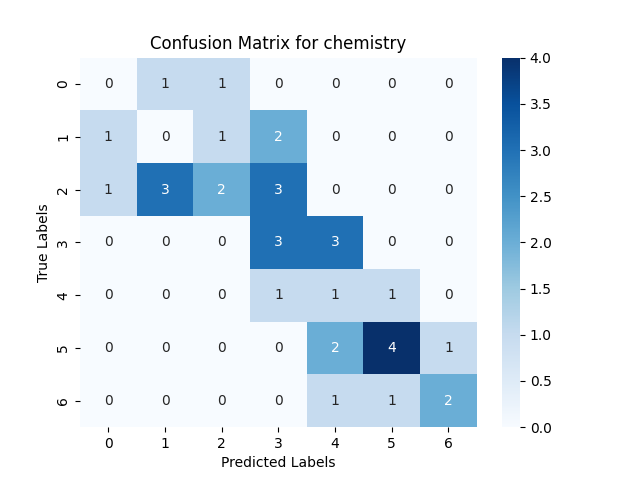 Confusion Matrix for chemistry
0 0 1 1 0 0 0 0
1 1 0 1 2 0 0 0
2 1 3 2 3 0 0 0
3 0 0 0 3 3 0 0
4 0 0 0 1 1 1 0
5 0 0 0 0 2 4 1
6 0 0 0 0 1 1 2
0 1 2 3 4 5 6
True Labels
Predicted Labels
4.0
3.5
3.0
2.5
2.0
1.5
1.0
0.5
0.0